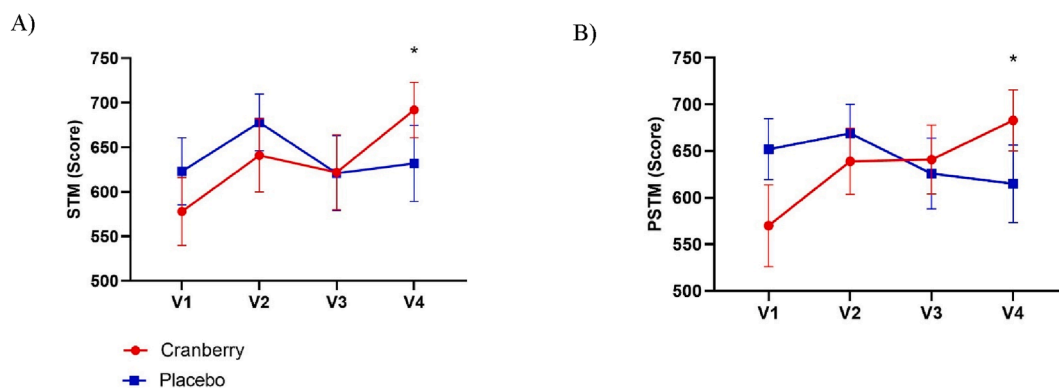 A)
*
STM (Score)
750
700
650
600
550
500
V1 V2 V3 V4
Cranberry
Placebo
B)
*
PSTM (Score)
750
700
650
600
550
500
V1 V2 V3 V4